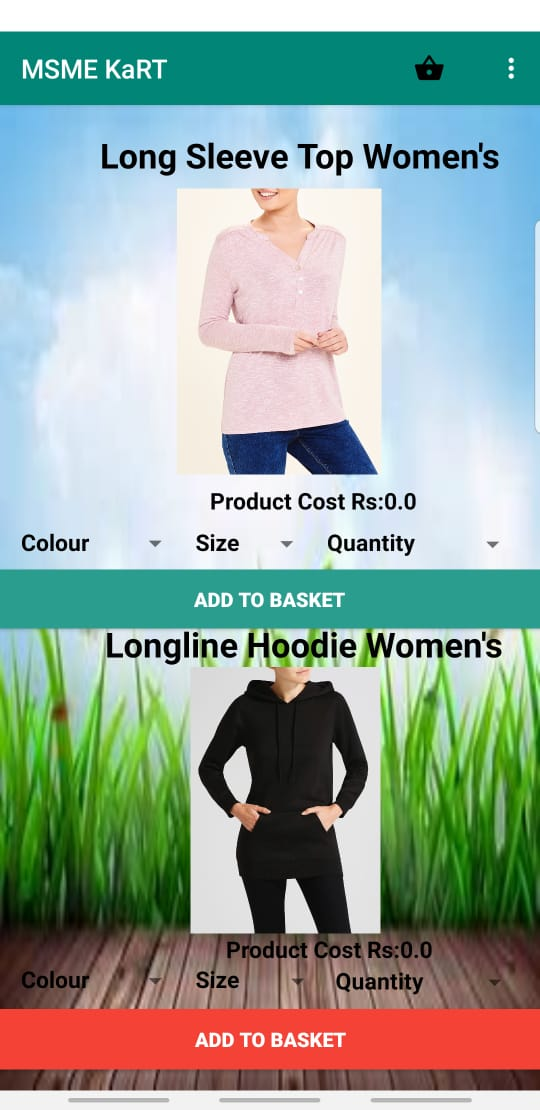 MSME KaRT
Long Sleeve Top Women's
Product Cost Rs:0.0
Colour Size Quantity
ADD TO BASKET
Longline Hoodie Women's
Product Cost Rs:0.0
Colour Size Quantity
ADD TO BASKET